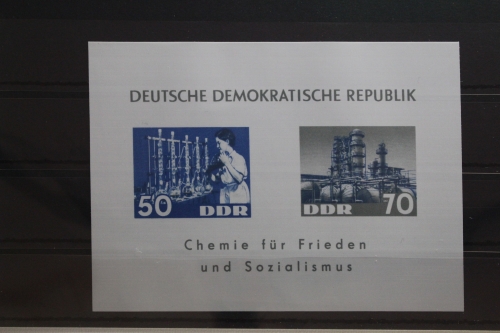 DEUTSCHE DEMOKRATISCHE REPUBLIK
50 DDR
DDR 70
Chemie für Frieden
und Sozialismus